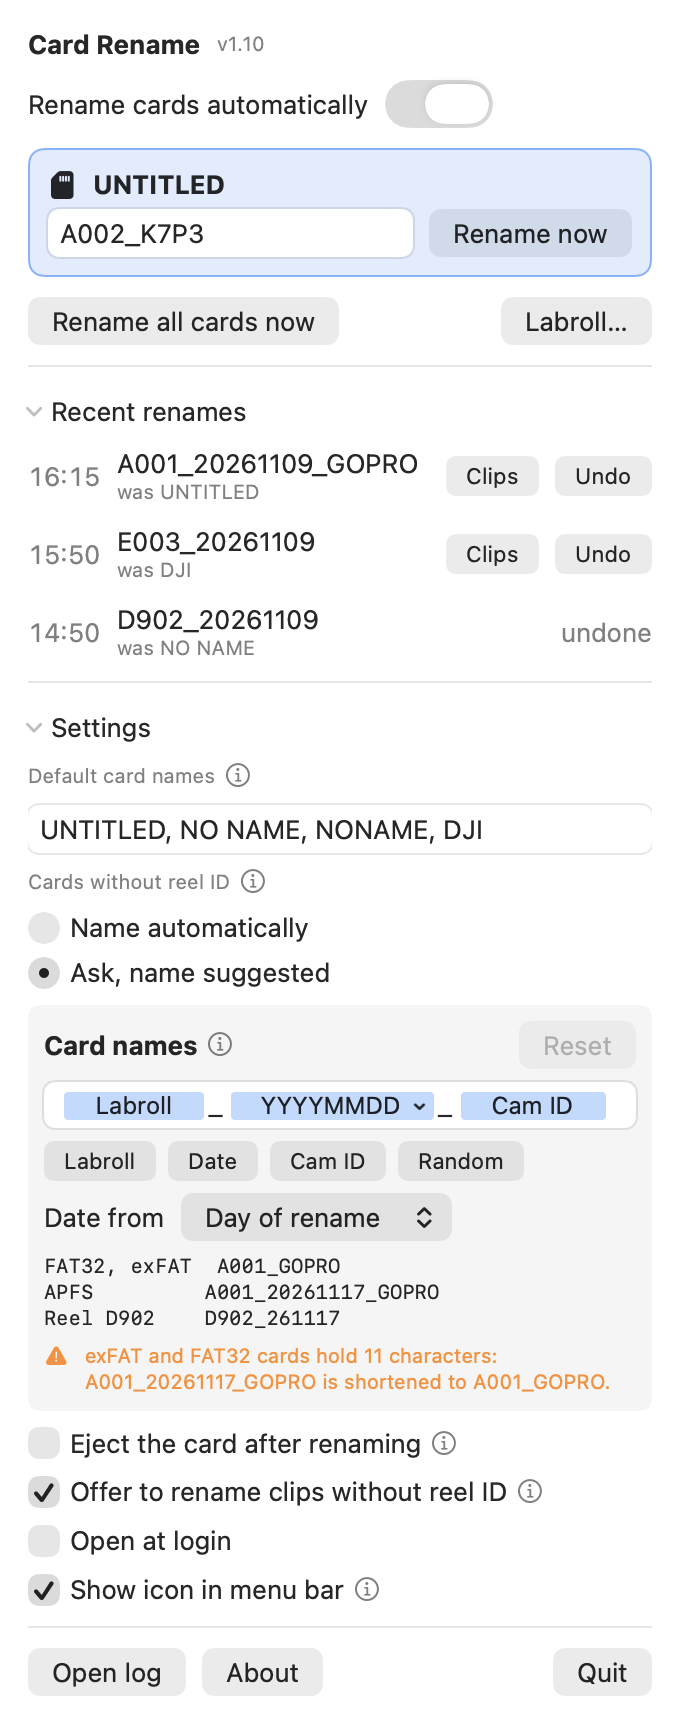 Card Rename v1.10
Rename cards automatically
UNTITLED
A002_K7P3 Rename now
Rename all cards now Labroll...
Recent renames
16:15 A001_20261109_GOPRO Clips Undo
was UNTITLED
15:50 E003_20261109 Clips Undo
was DJI
14:50 D902_20261109 undone
was NO NAME
Settings
Default card names
UNTITLED, NO NAME, NONAME, DJI
Cards without reel ID
Name automatically
Ask, name suggested
Card names Reset
Labroll _ YYYYMMDD _ Cam ID
Labroll Date Cam ID Random
Date from Day of rename
FAT32, exFAT A001_GOPRO
APFS A001_20261117_GOPRO
Reel D902 D902_261117
exFAT and FAT32 cards hold 11 characters:
A001_20261117_GOPRO is shortened to A001_GOPRO.
Eject the card after renaming
Offer to rename clips without reel ID
Open at login
Show icon in menu bar
Open log About Quit